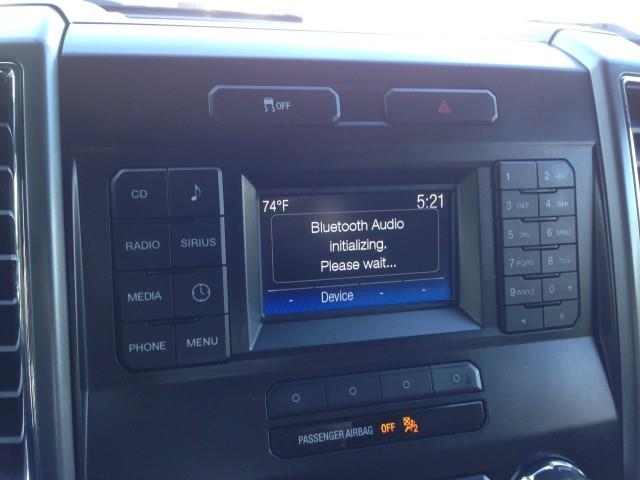 OFF
CD
RADIO
SIRIUS
MEDIA
PHONE
MENU
74°F
5:21
Bluetooth Audio
initializing.
Please wait...
- Device - -
1
2 ABC
3 DEF
4 GHI
5 JKL
6 MNO
7 PQRS
8 TUV
9 WXYZ
0 +
*
#
PASSENGER AIRBAG OFF 2